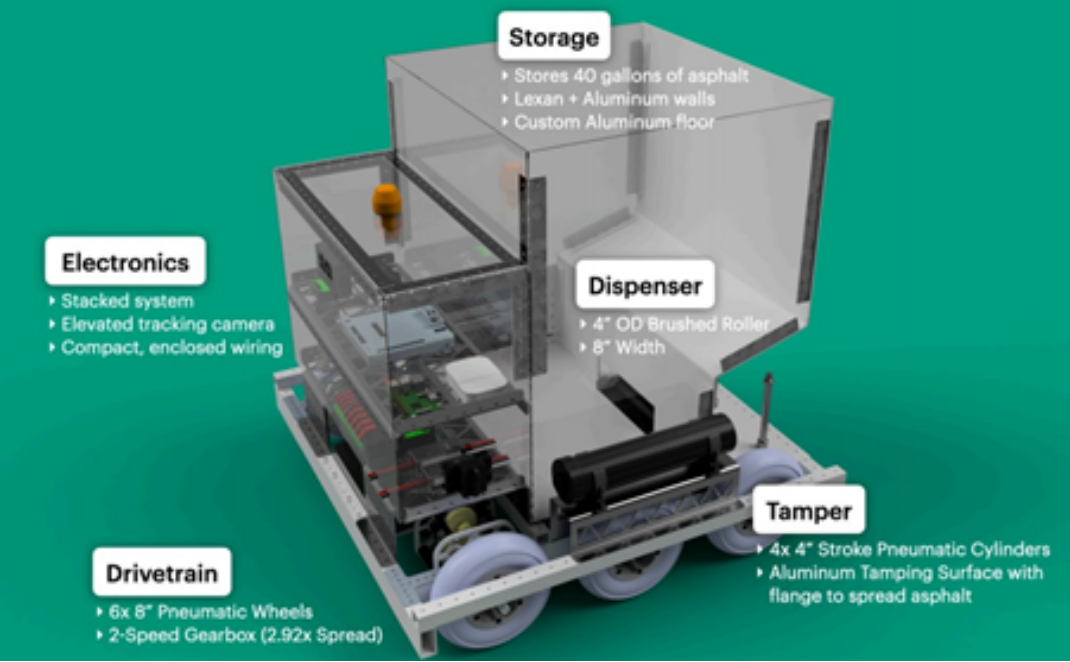 Storage
‣ Stores 40 gallons of asphalt
‣ Lexan + Aluminum walls
‣ Custom Aluminum floor
Electronics
‣ Stacked system
‣ Elevated tracking camera
‣ Compact, enclosed wiring
Dispenser
‣ 4” OD Brushed Roller
‣ 8” Width
Tamper
‣ 4x 4” Stroke Pneumatic Cylinders
‣ Aluminum Tamping Surface with
flange to spread asphalt
Drivetrain
‣ 6x 8” Pneumatic Wheels
‣ 2-Speed Gearbox (2.92x Spread)